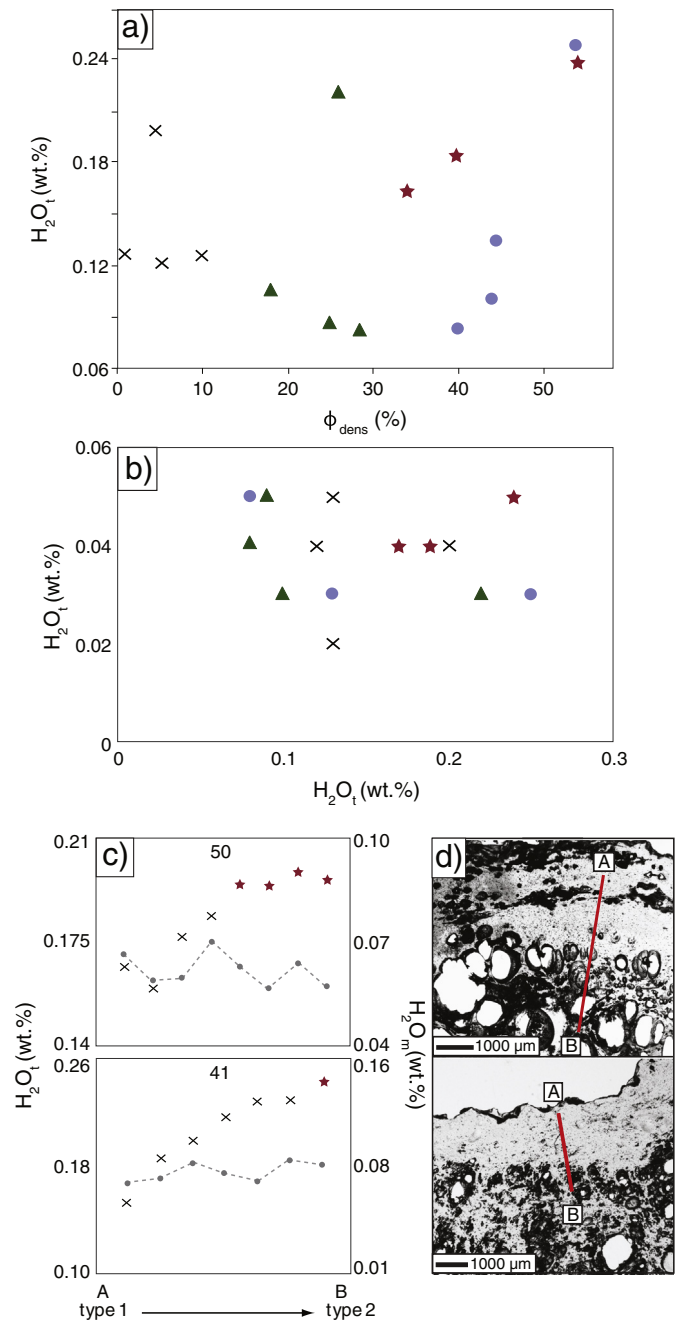 a)
0.24
0.18
0.12
0.06
H2Ot (wt.%)
0 10 20 30 40 50
ϕdens (%)
b)
0.06
0.04
0.02
0
H2Ot (wt.%)
0 0.1 0.2 0.3
H2Ot (wt.%)
c)
50
0.21
0.175
0.14
0.10
0.07
0.04
41
0.26
0.18
0.10
0.16
0.08
0.01
H2Ot (wt.%)
H2Om (wt.%)
A B
type 1 type 2
d)
A
B
1000 µm
A
B
1000 µm